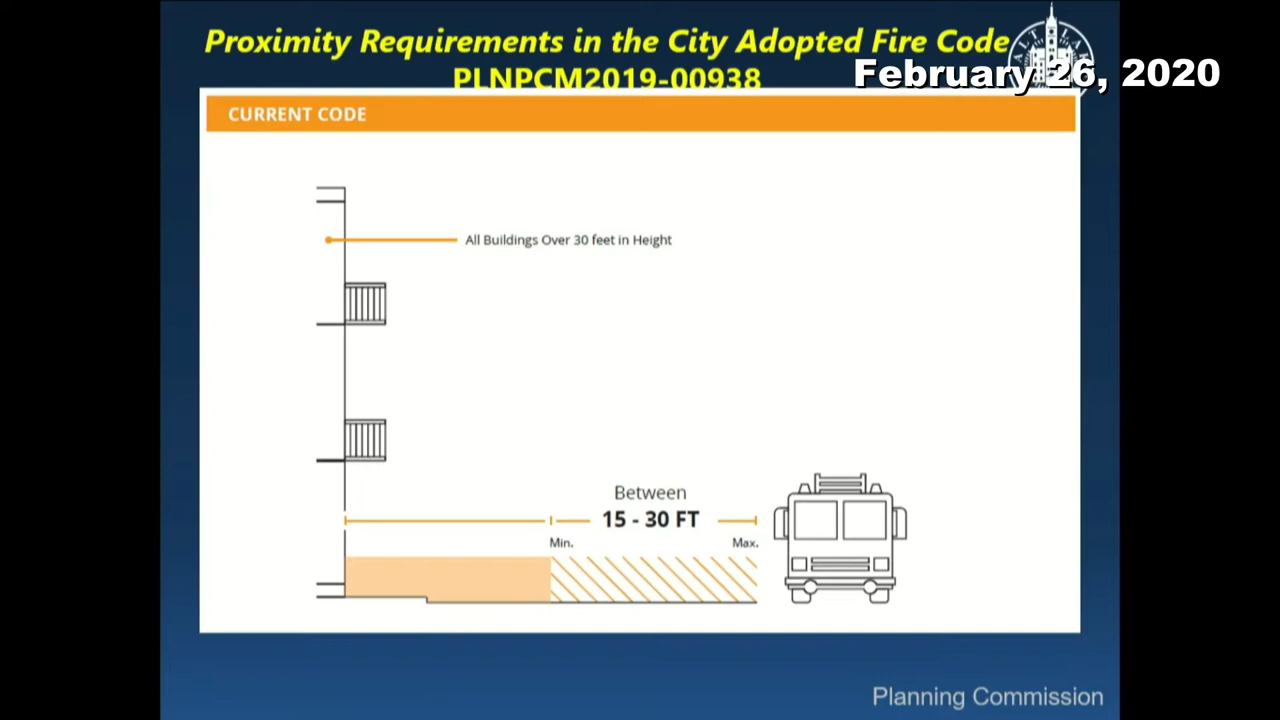 Proximity Requirements in the City Adopted Fire Code
PLNPCM2019-00938
February 26, 2020
CURRENT CODE
All Buildings Over 30 feet in Height
Between
15 - 30 FT
Min.
Max.
Planning Commission